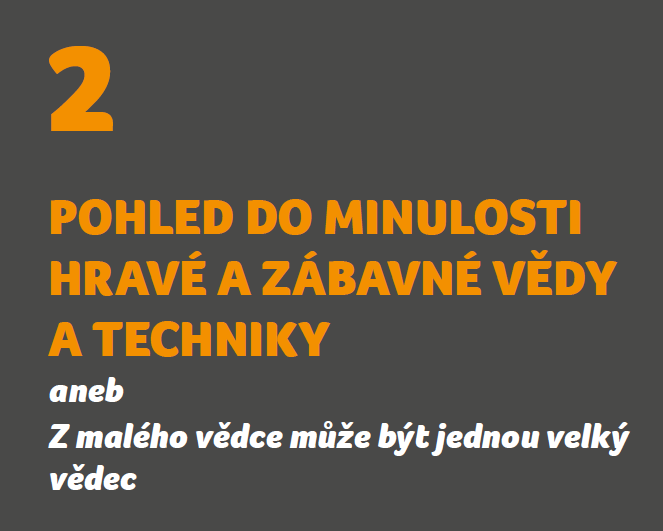 2
POHLED DO MINULOSTI
HRAVÉ A ZÁBAVNÉ VĚDY
A TECHNIKY
aneb
Z malého vědce může být jednou velký
vědec